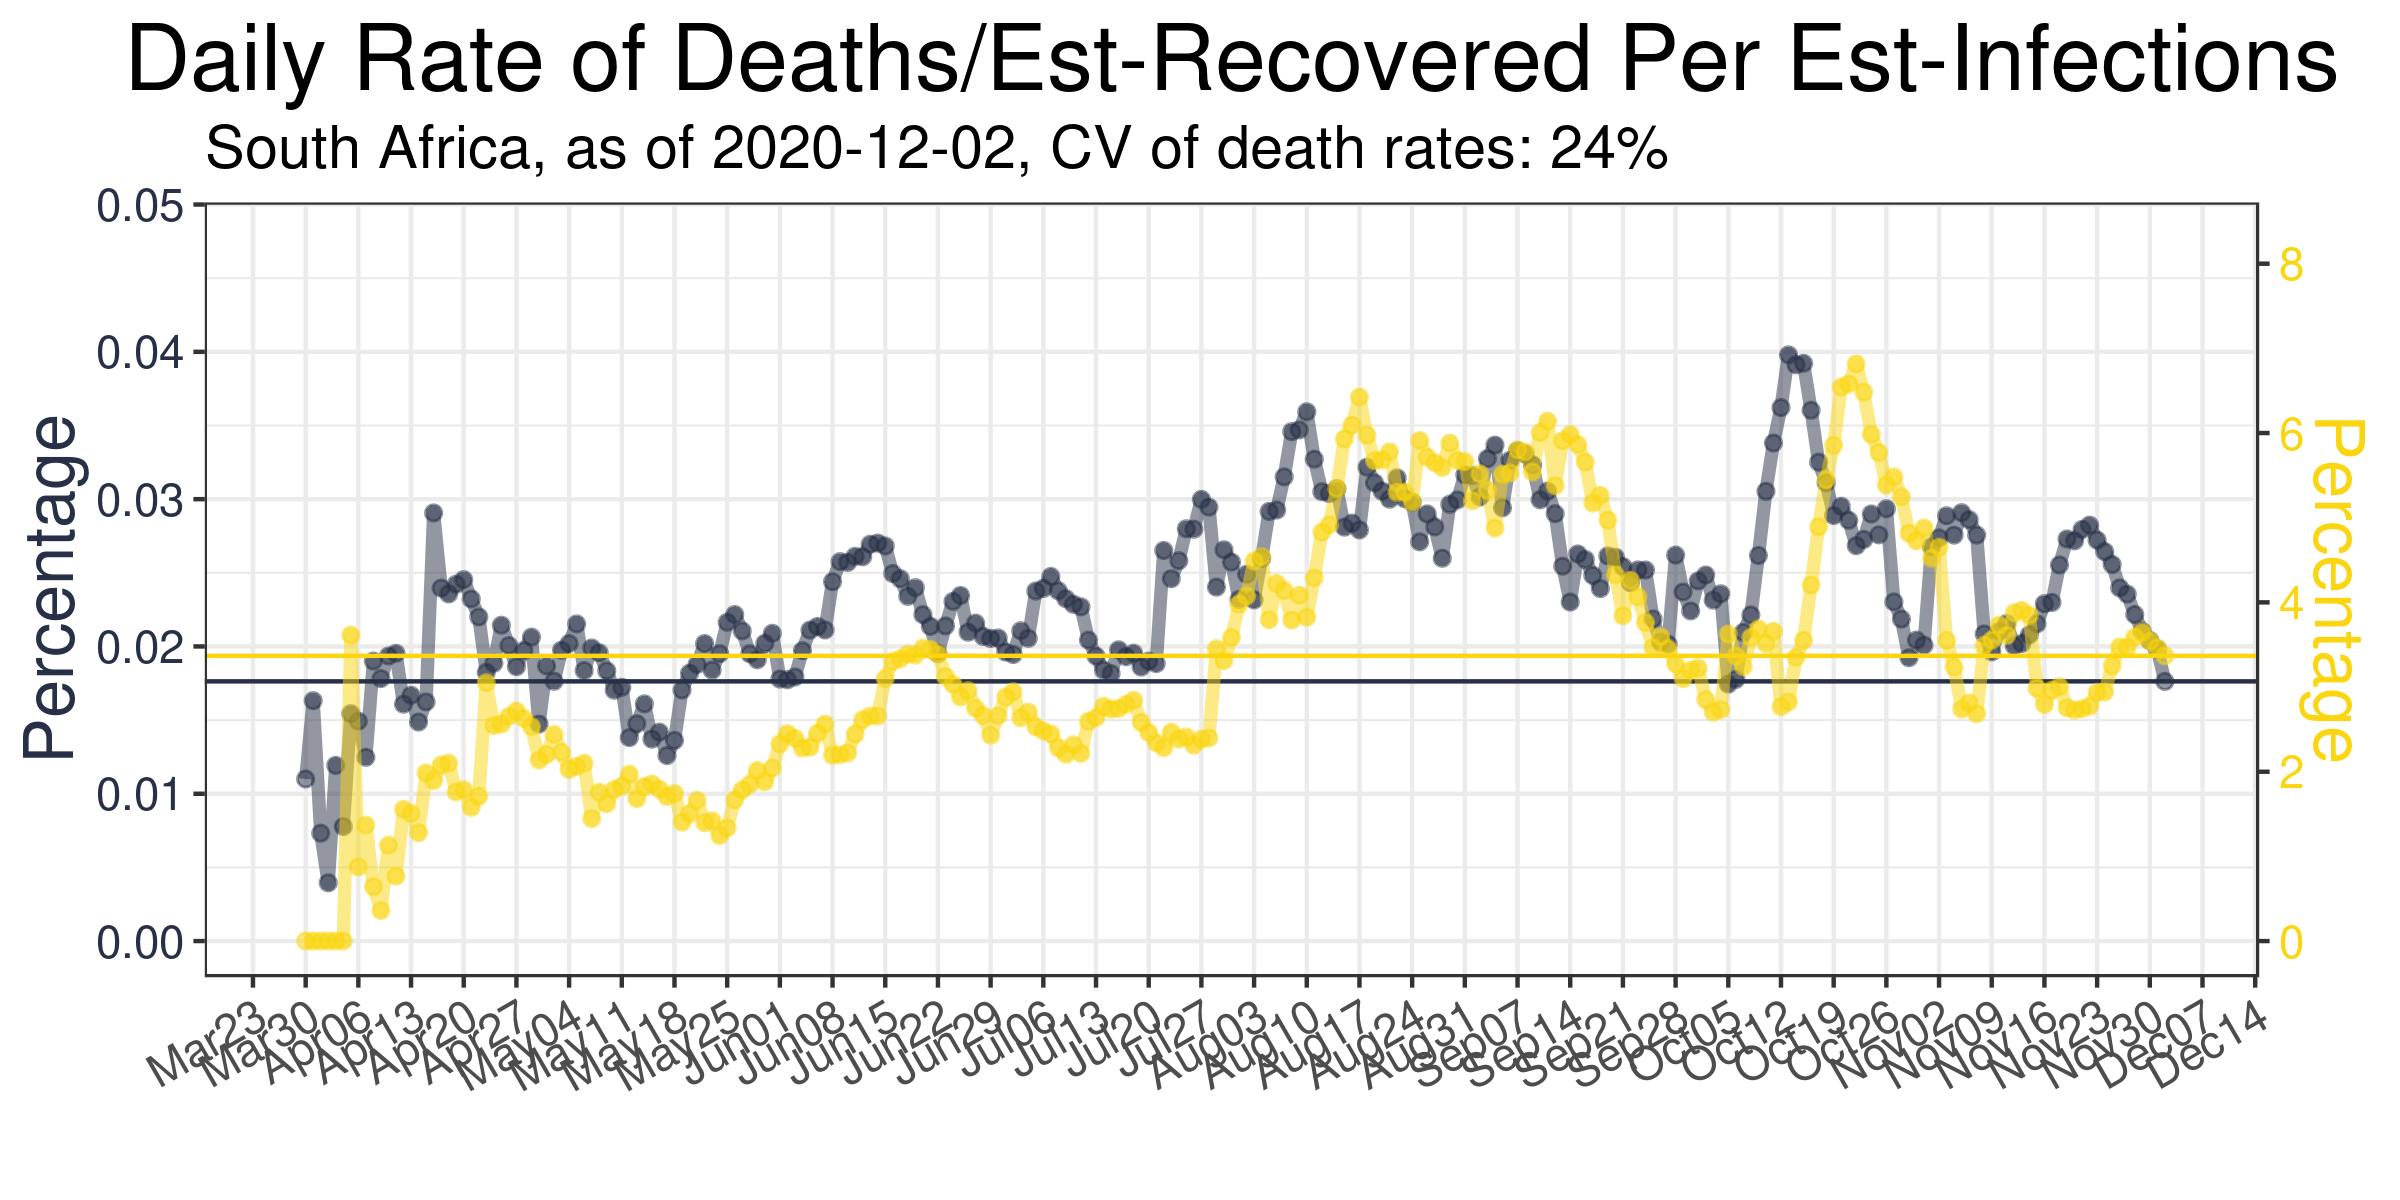 Daily Rate of Deaths/Est-Recovered Per Est-Infections
South Africa, as of 2020-12-02, CV of death rates: 24%
Percentage
0.05
0.04
0.03
0.02
0.01
0.00
8
6
4
2
0
Percentage
Mar23
Mar30
Apr06
Apr13
Apr20
Apr27
May04
May11
May18
May25
Jun01
Jun08
Jun15
Jun22
Jun29
Jul06
Jul13
Jul20
Jul27
Aug03
Aug10
Aug17
Aug24
Aug31
Sep07
Sep14
Sep21
Sep28
Oct05
Oct12
Oct19
Oct26
Nov02
Nov09
Nov16
Nov23
Nov30
Dec07
Dec14